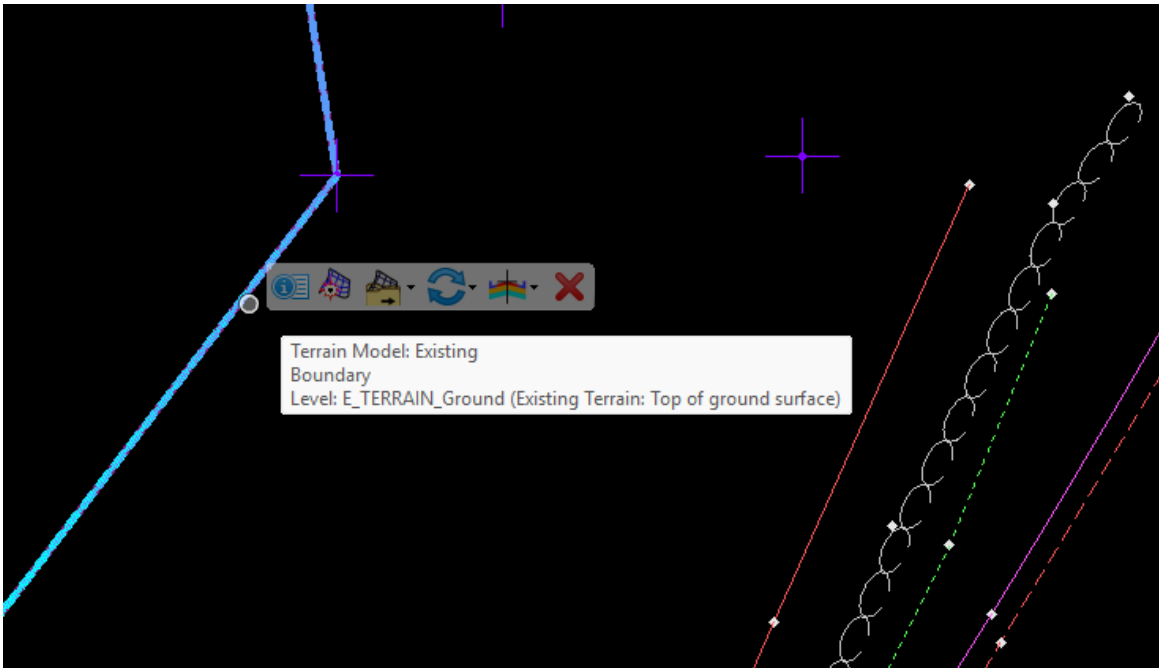 Terrain Model: Existing
Boundary
Level: E_TERRAIN_Ground (Existing Terrain: Top of ground surface)